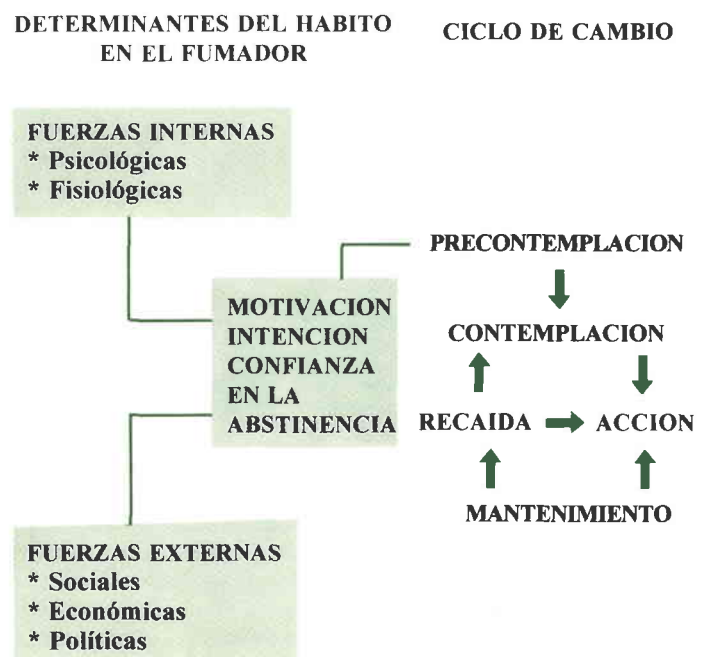 DETERMINANTES DEL HABITO
EN EL FUMADOR
CICLO DE CAMBIO
FUERZAS INTERNAS
* Psicológicas
* Fisiológicas
MOTIVACION
INTENCION
CONFIANZA
EN LA
ABSTINENCIA
FUERZAS EXTERNAS
* Sociales
* Económicas
* Políticas
PRECONTEMPLACION
CONTEMPLACION
RECAIDA
ACCION
MANTENIMIENTO